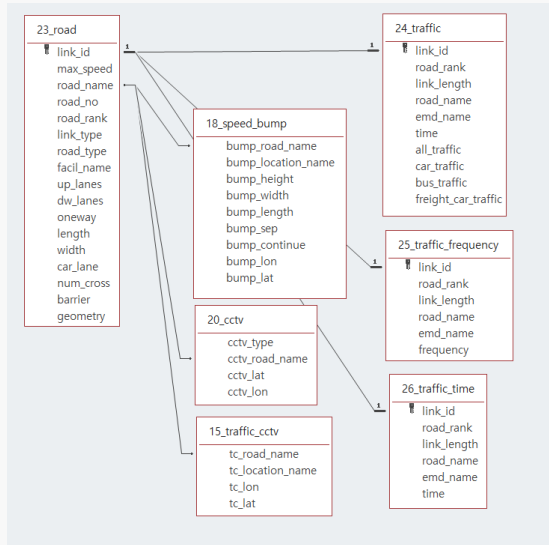 23_road
link_id
max_speed
road_name
road_no
road_rank
link_type
road_type
facil_name
up_lanes
dw_lanes
oneway
length
width
car_lane
num_cross
barrier
geometry
1
18_speed_bump
bump_road_name
bump_location_name
bump_height
bump_width
bump_length
bump_sep
bump_continue
bump_lon
bump_lat
20_cctv
cctv_type
cctv_road_name
cctv_lat
cctv_lon
15_traffic_cctv
tc_road_name
tc_location_name
tc_lon
tc_lat
1
24_traffic
link_id
road_rank
link_length
road_name
emd_name
time
all_traffic
car_traffic
bus_traffic
freight_car_traffic
1
25_traffic_frequency
link_id
road_rank
link_length
road_name
emd_name
frequency
1
26_traffic_time
link_id
road_rank
link_length
road_name
emd_name
time